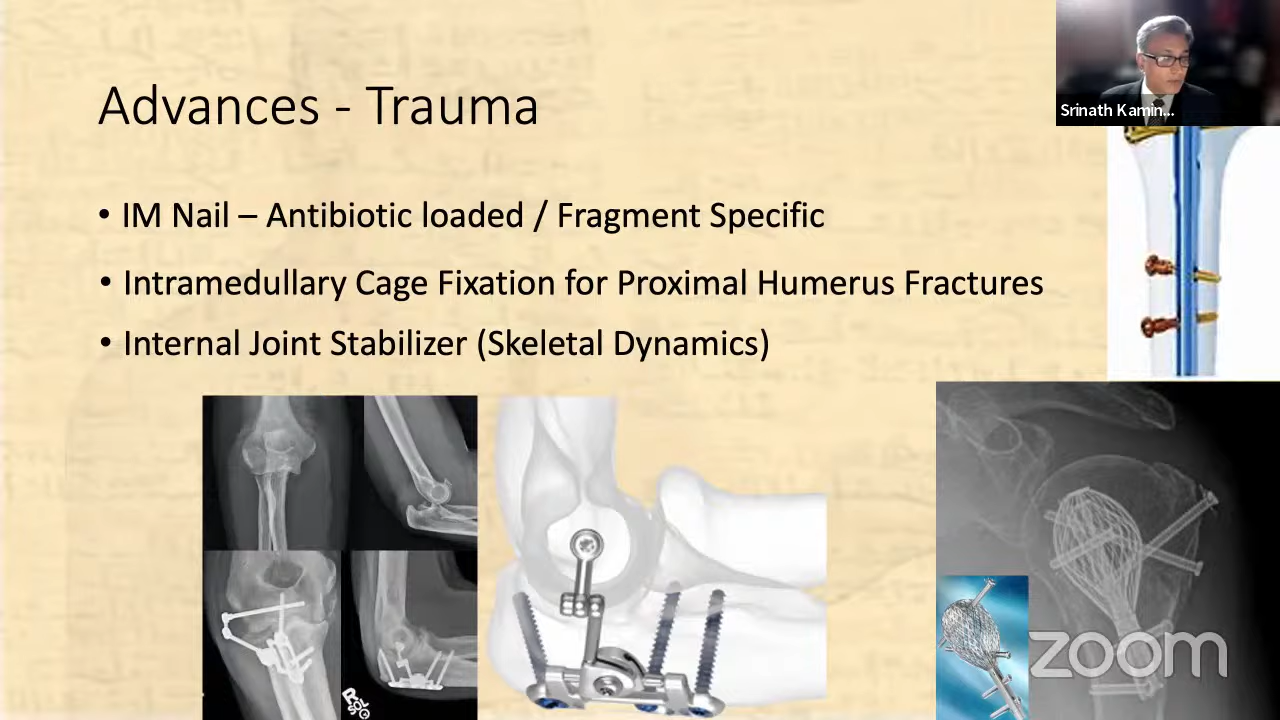 Advances - Trauma
Srinath Kamin...
• IM Nail – Antibiotic loaded / Fragment Specific
• Intramedullary Cage Fixation for Proximal Humerus Fractures
• Internal Joint Stabilizer (Skeletal Dynamics)
zoom